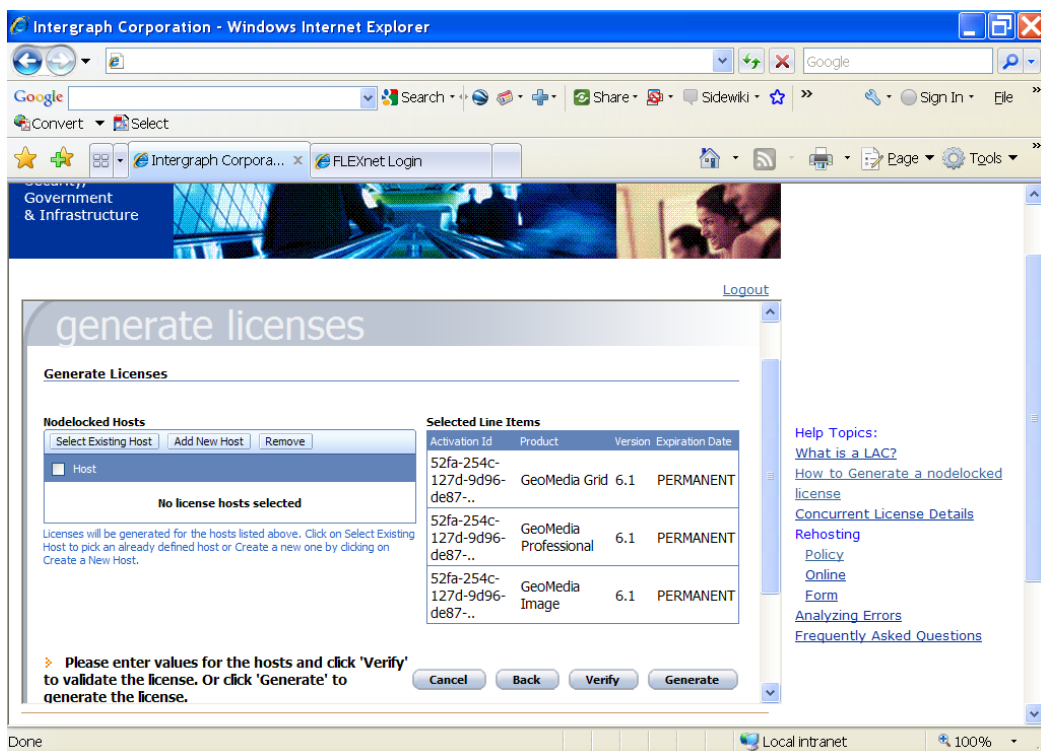 Intergraph Corporation - Windows Internet Explorer
Google
Google
Search
Share
Sidewiki
»
Sign In
File
»
Convert
Select
Intergraph Corpora...
FLEXnet Login
Page
Tools
»
Security,
Government
& Infrastructure
Logout
generate licenses
Generate Licenses
Nodelocked Hosts
Select Existing Host Add New Host Remove
Host
No license hosts selected
Licenses will be generated for the hosts listed above. Click on Select Existing
Host to pick an already defined host or Create a new one by clicking on
Create a New Host.
Selected Line Items
Activation Id Product Version Expiration Date
52fa-254c-
127d-9d96- GeoMedia Grid 6.1 PERMANENT
de87-..
52fa-254c-
127d-9d96- GeoMedia Professional 6.1 PERMANENT
de87-..
52fa-254c-
127d-9d96- GeoMedia Image 6.1 PERMANENT
de87-..
Please enter values for the hosts and click 'Verify'
to validate the license. Or click 'Generate' to
generate the license.
Cancel Back Verify Generate
Help Topics:
What is a LAC?
How to Generate a nodelocked
license
Concurrent License Details
Rehosting
Policy
Online
Form
Analyzing Errors
Frequently Asked Questions
Done
Local intranet
100%